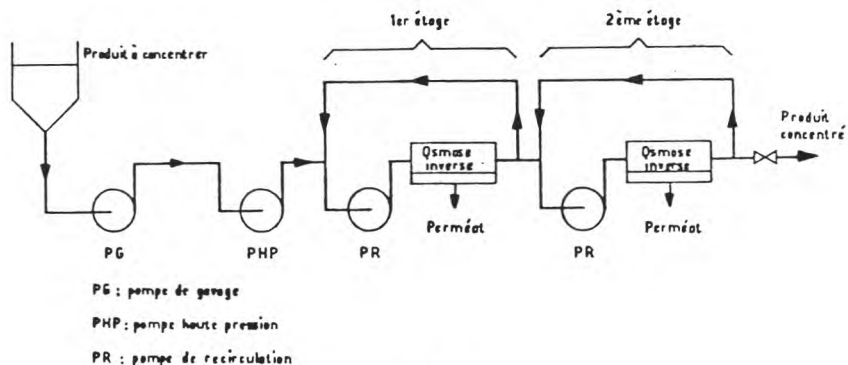 1er étage
2ème étage
Produit à concentrer
Produit
concentré
Osmose
inverse
Osmose
inverse
Perméat
Perméat
PG
PHP
PR
PR
PG : pompe de gavage
PHP : pompe haute pression
PR : pompe de recirculation